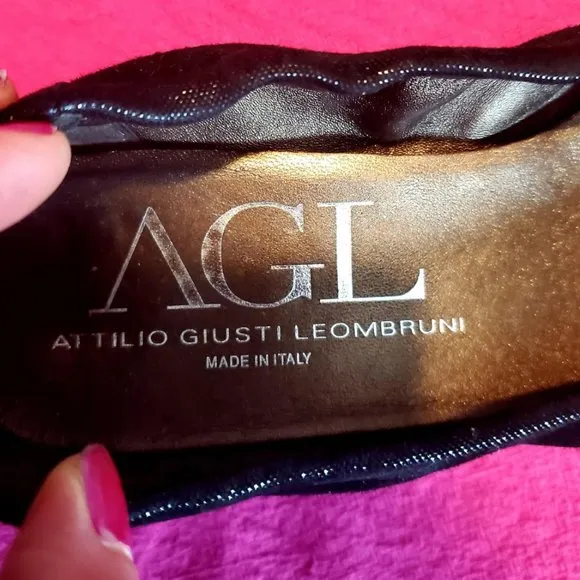 AGL
ATTILIO GIUSTI LEOMBRUNI
MADE IN ITALY